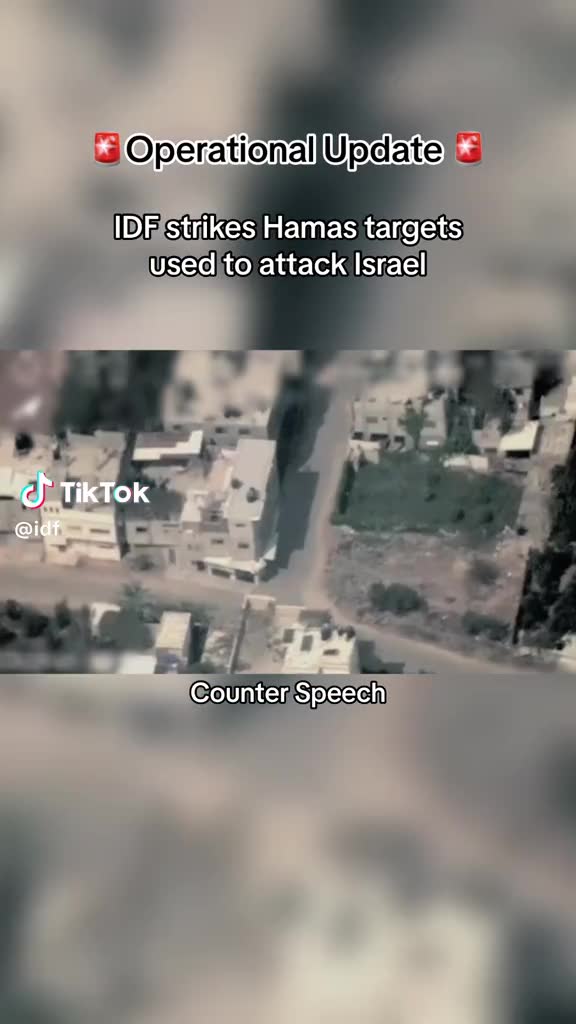 🚨Operational Update 🚨
IDF strikes Hamas targets
used to attack Israel
TikTok
@idf
Counter Speech